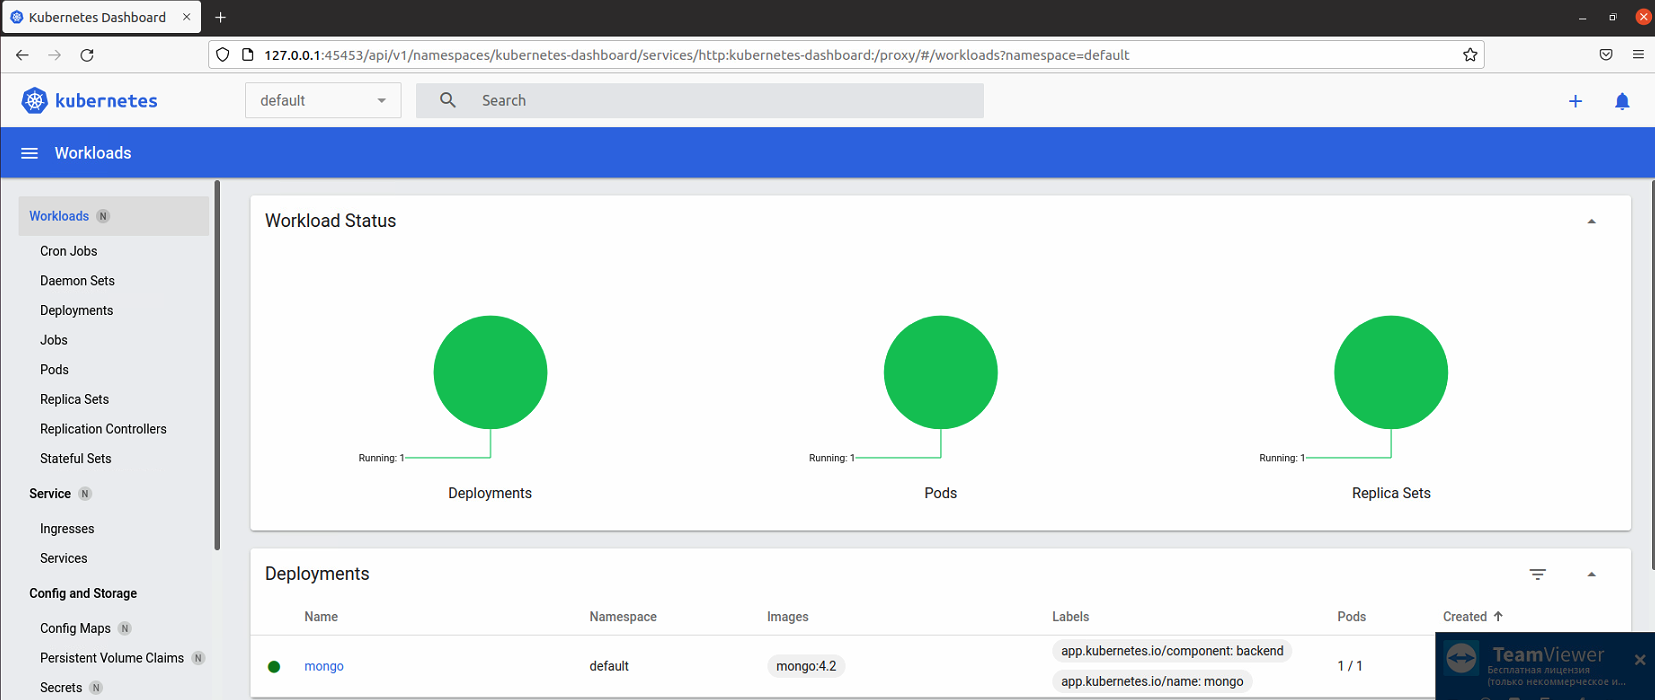 Kubernetes Dashboard
127.0.0.1:45453/api/v1/namespaces/kubernetes-dashboard/services/http:kubernetes-dashboard:/proxy/#/workloads?namespace=default
kubernetes
default
Search
Workloads
Workloads N
Cron Jobs
Daemon Sets
Deployments
Jobs
Pods
Replica Sets
Replication Controllers
Stateful Sets
Service N
Ingresses
Services
Config and Storage
Config Maps N
Persistent Volume Claims N
Secrets N
Workload Status
Running: 1
Deployments
Running: 1
Pods
Running: 1
Replica Sets
Deployments
Name Namespace Images Labels Pods Created
mongo default mongo:4.2 app.kubernetes.io/component: backend 1 / 1
app.kubernetes.io/name: mongo
TeamViewer
Бесплатная лицензия
(только некоммерческое и...